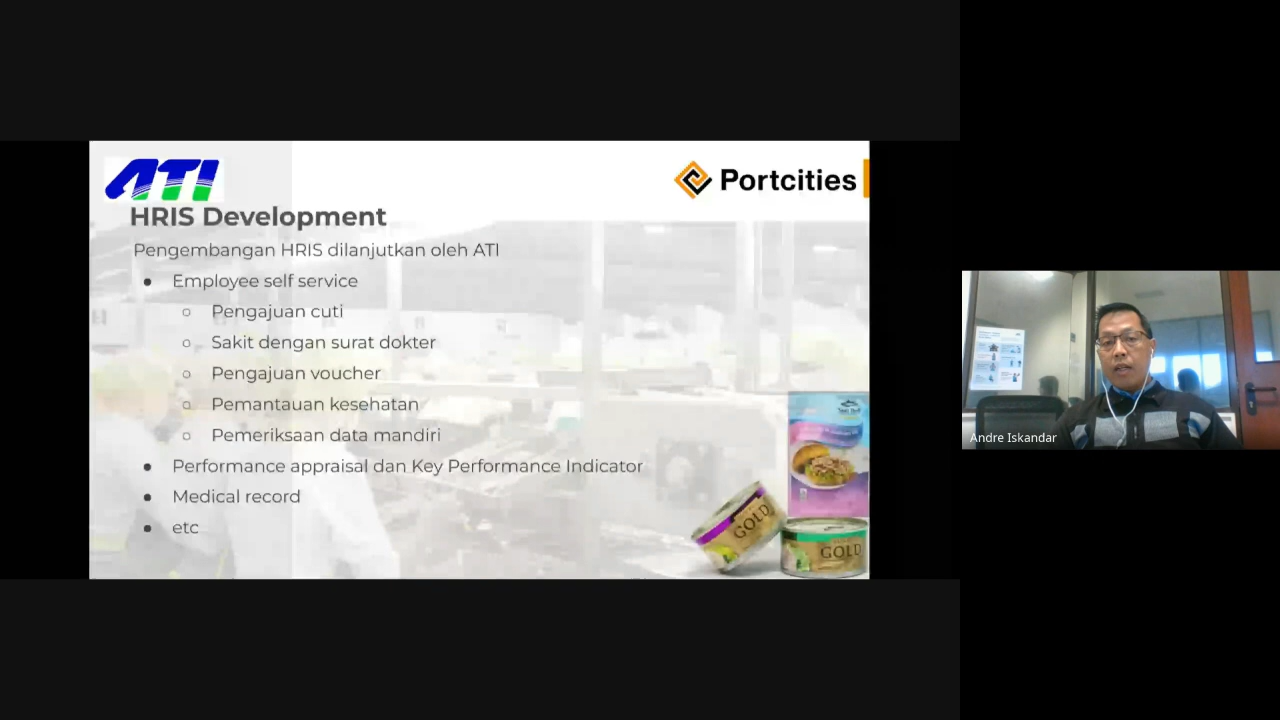 ATI
Portcities
HRIS Development
Pengembangan HRIS dilanjutkan oleh ATI
● Employee self service
○ Pengajuan cuti
○ Sakit dengan surat dokter
○ Pengajuan voucher
○ Pemantauan kesehatan
○ Pemeriksaan data mandiri
● Performance appraisal dan Key Performance Indicator
● Medical record
● etc
GOLD
GOLD
Andre Iskandar